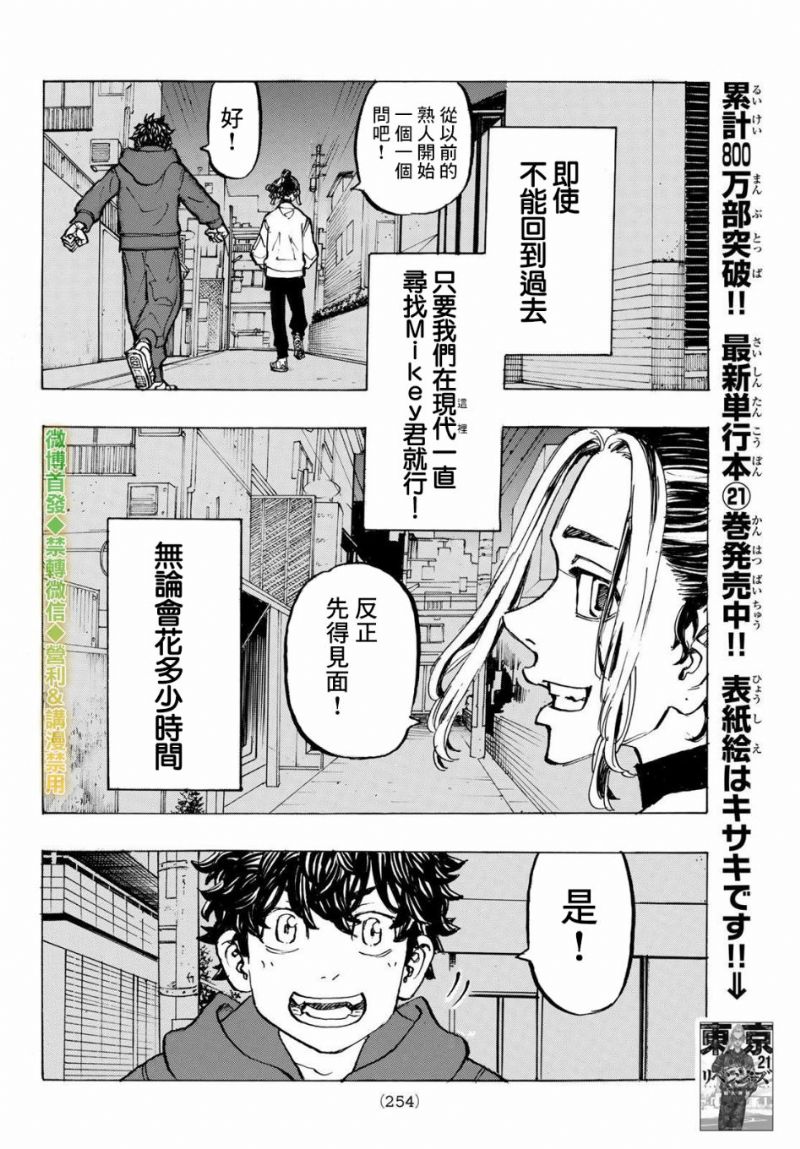 累計800万部突破!! 最新単行本㉑巻発売中!! 表紙絵はキサキです!!⇓
るいけい まんぶとっぱ さいしんたんこうぼん かんはつばいちゅう ひょうしえ
即使
不能回到過去
從以前的
熟人開始
一個一個
問吧！
好！
只要我們在現代一直
這裡
尋找Mikey君就行！
反正
先得見面！
無論會花多少時間
是！
微博首發◆禁轉微信◆營利&講漫禁用
東京
21
リベンジャーズ
(254)